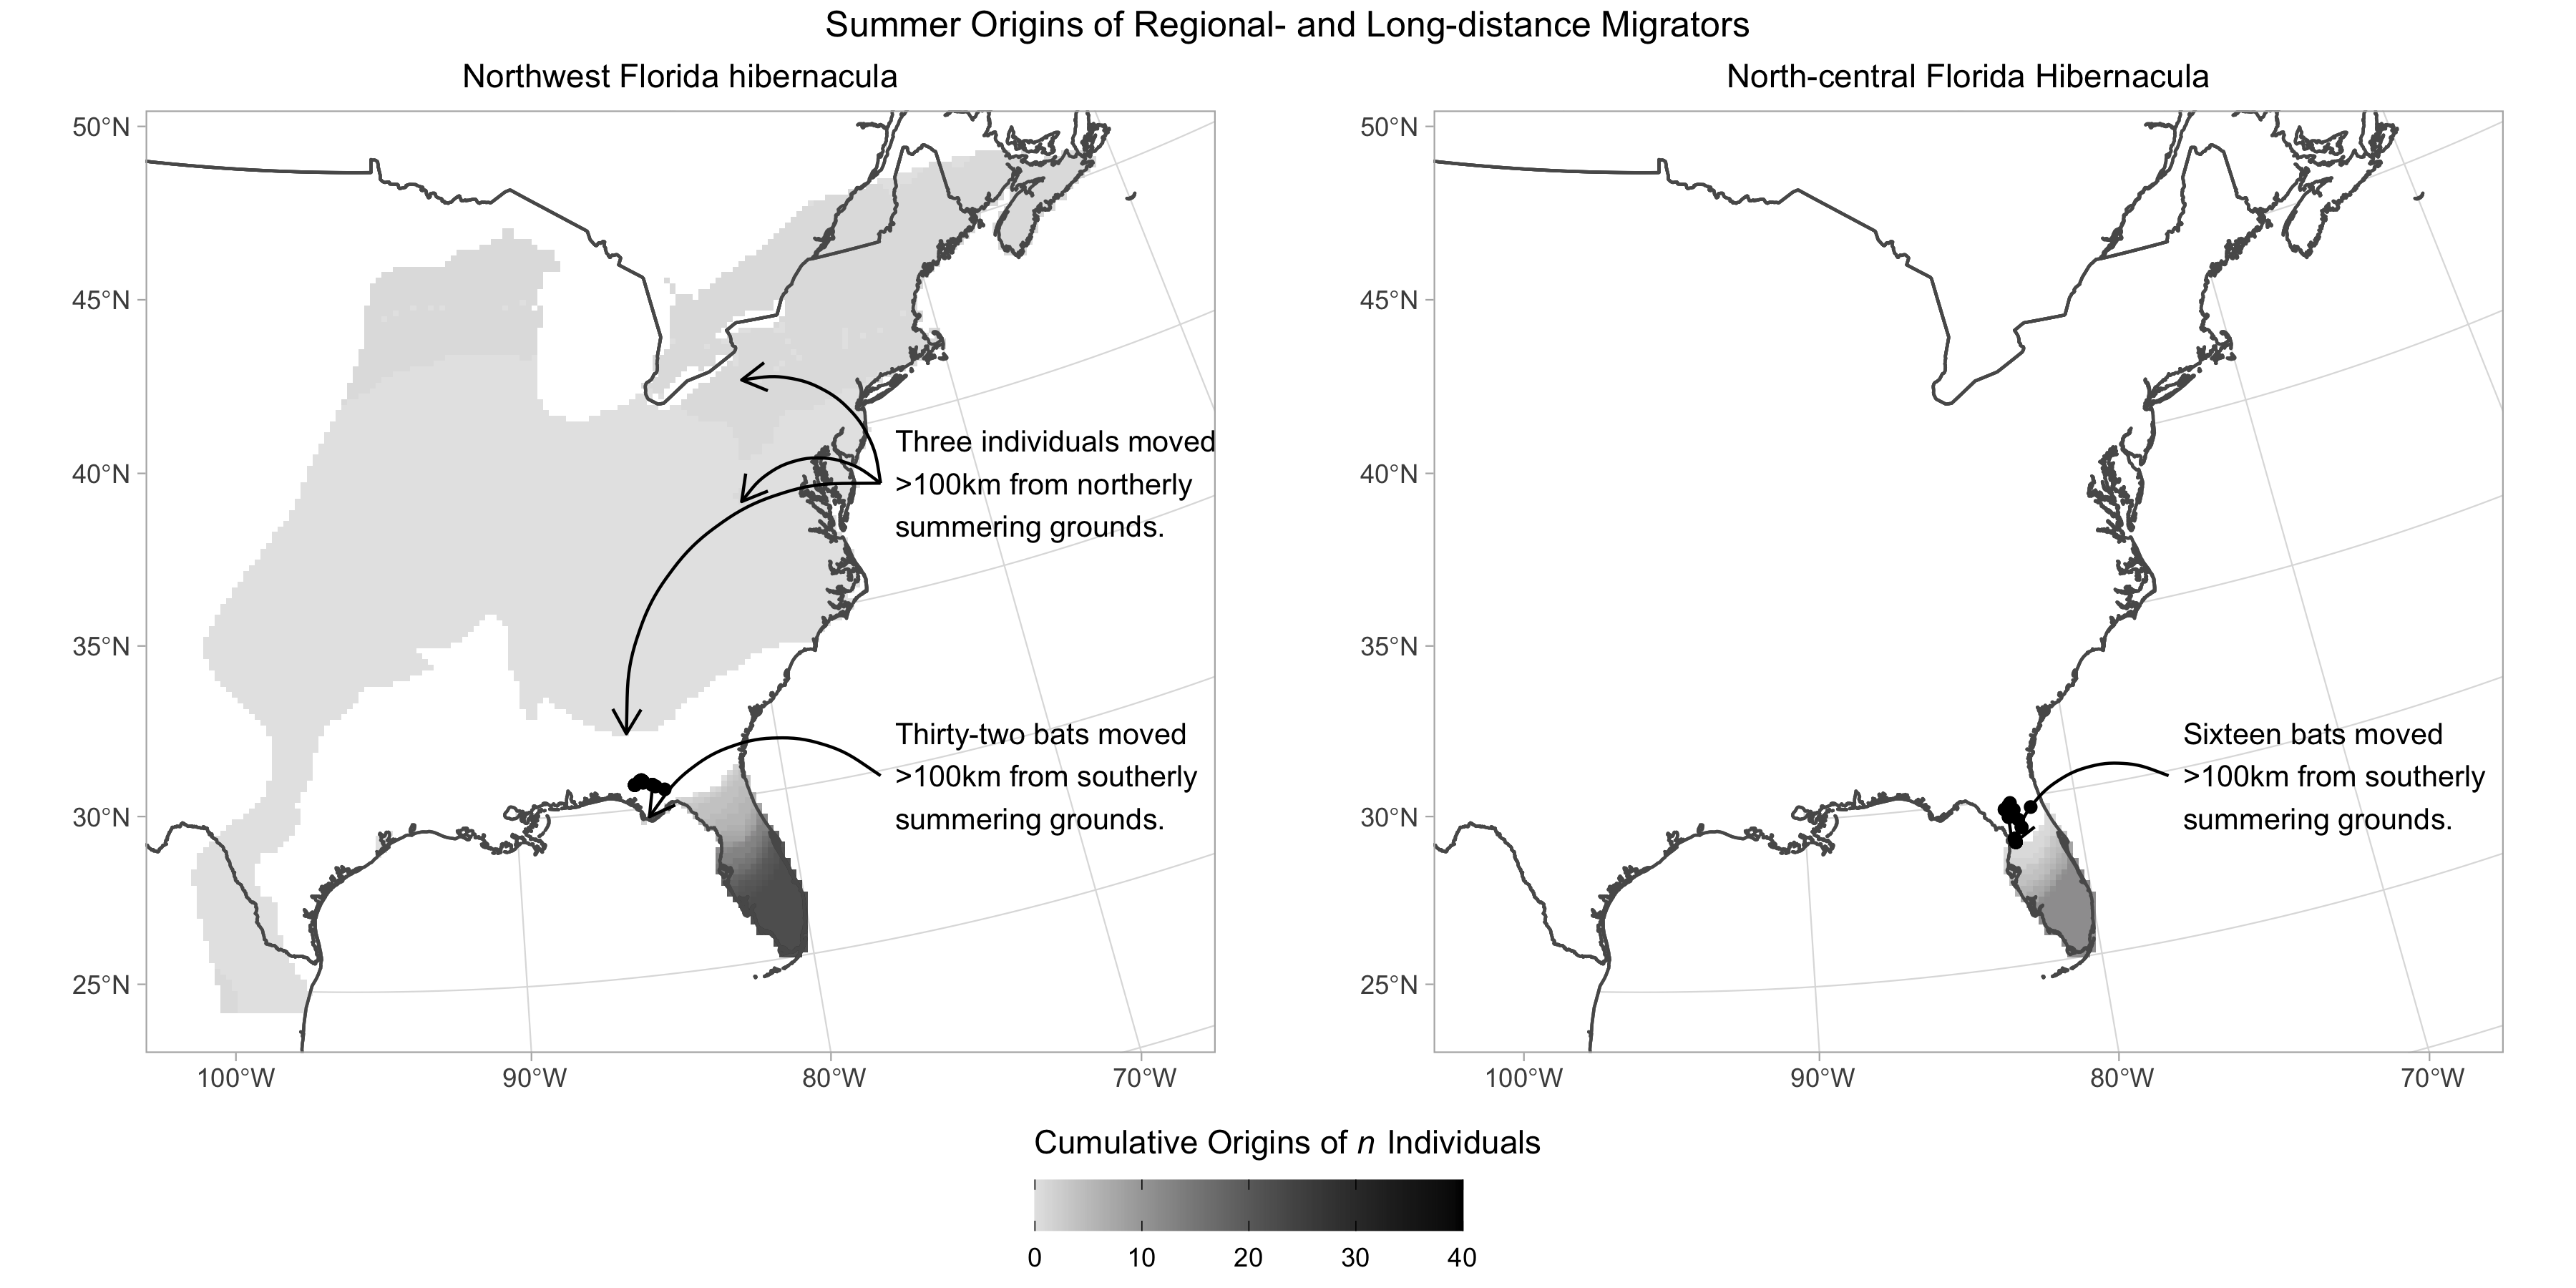 Summer Origins of Regional- and Long-distance Migrators
Northwest Florida hibernacula
50°N
45°N
40°N
35°N
30°N
25°N
100°W
90°W
80°W
70°W
Three individuals moved
>100km from northerly
summering grounds.
Thirty-two bats moved
>100km from southerly
summering grounds.
North-central Florida Hibernacula
50°N
45°N
40°N
35°N
30°N
25°N
100°W
90°W
80°W
70°W
Sixteen bats moved
>100km from southerly
summering grounds.
Cumulative Origins of n Individuals
0 10 20 30 40